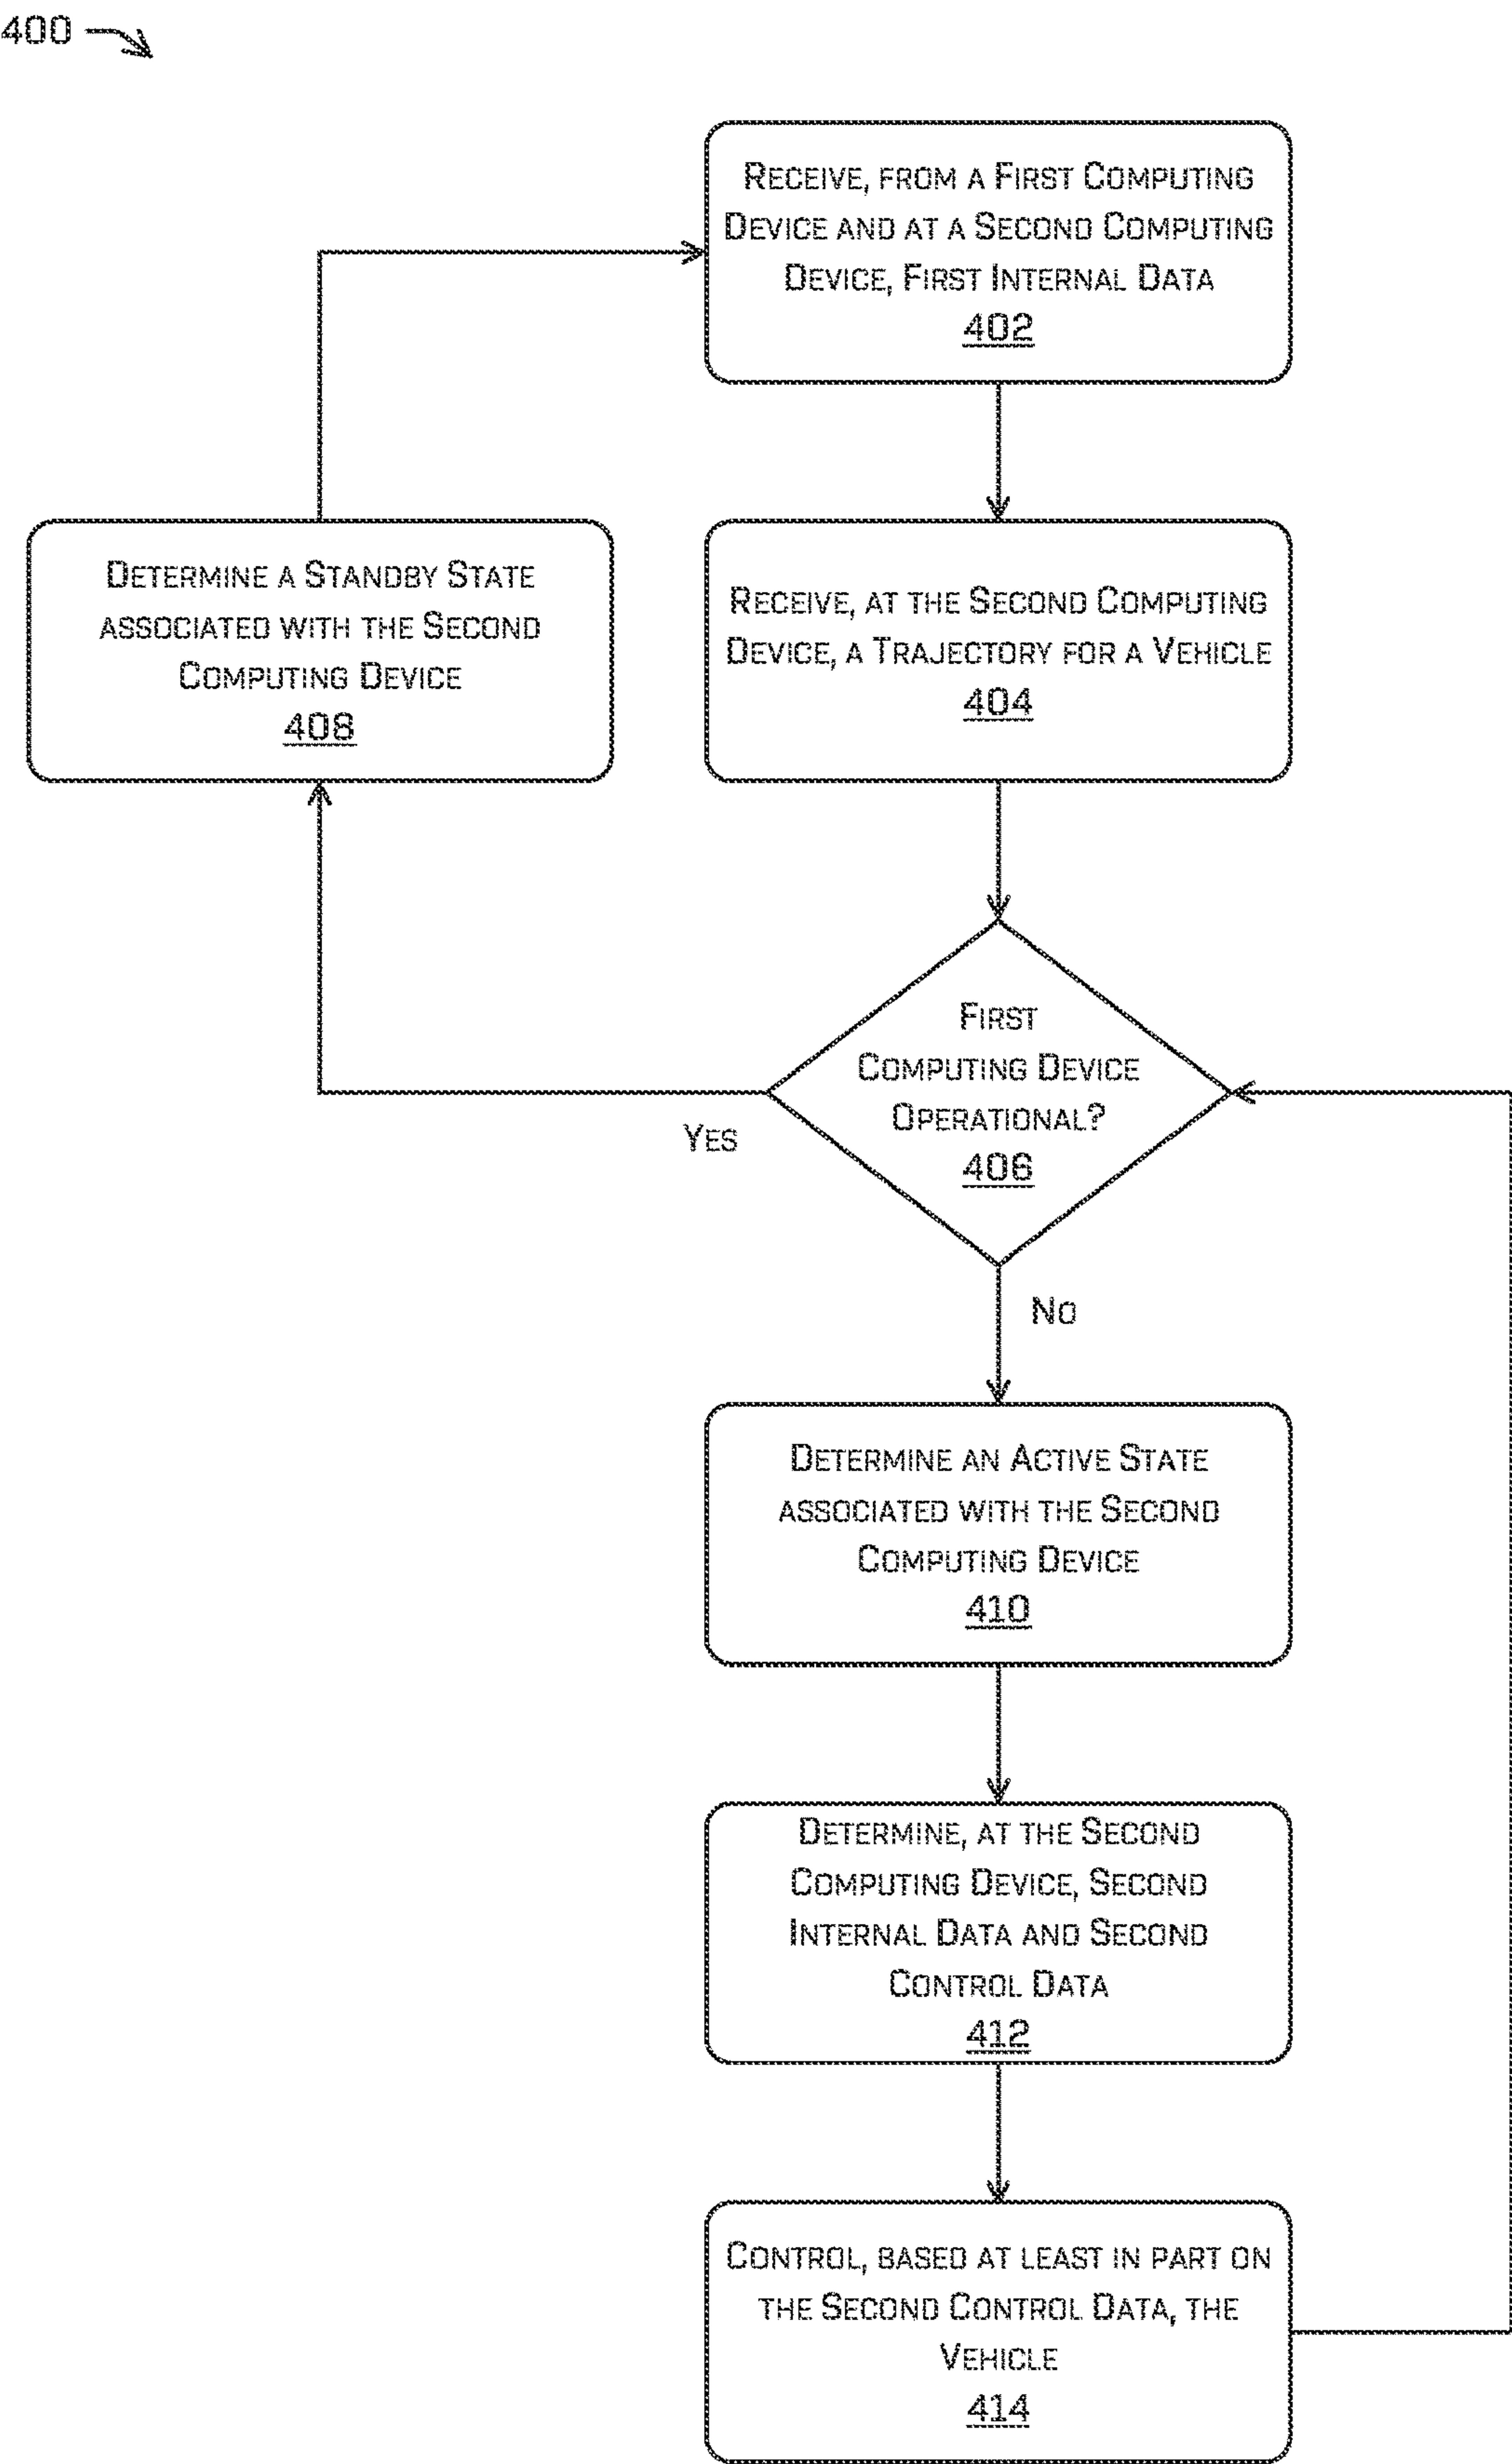 400
Receive, from a First Computing
Device and at a Second Computing
Device, First Internal Data
402
Determine a Standby State
associated with the Second
Computing Device
408
Receive, at the Second Computing
Device, a Trajectory for a Vehicle
404
First
Computing Device
Operational?
406
Yes
No
Determine an Active State
associated with the Second
Computing Device
410
Determine, at the Second
Computing Device, Second
Internal Data and Second
Control Data
412
Control, based at least in part on
the Second Control Data, the
Vehicle
414